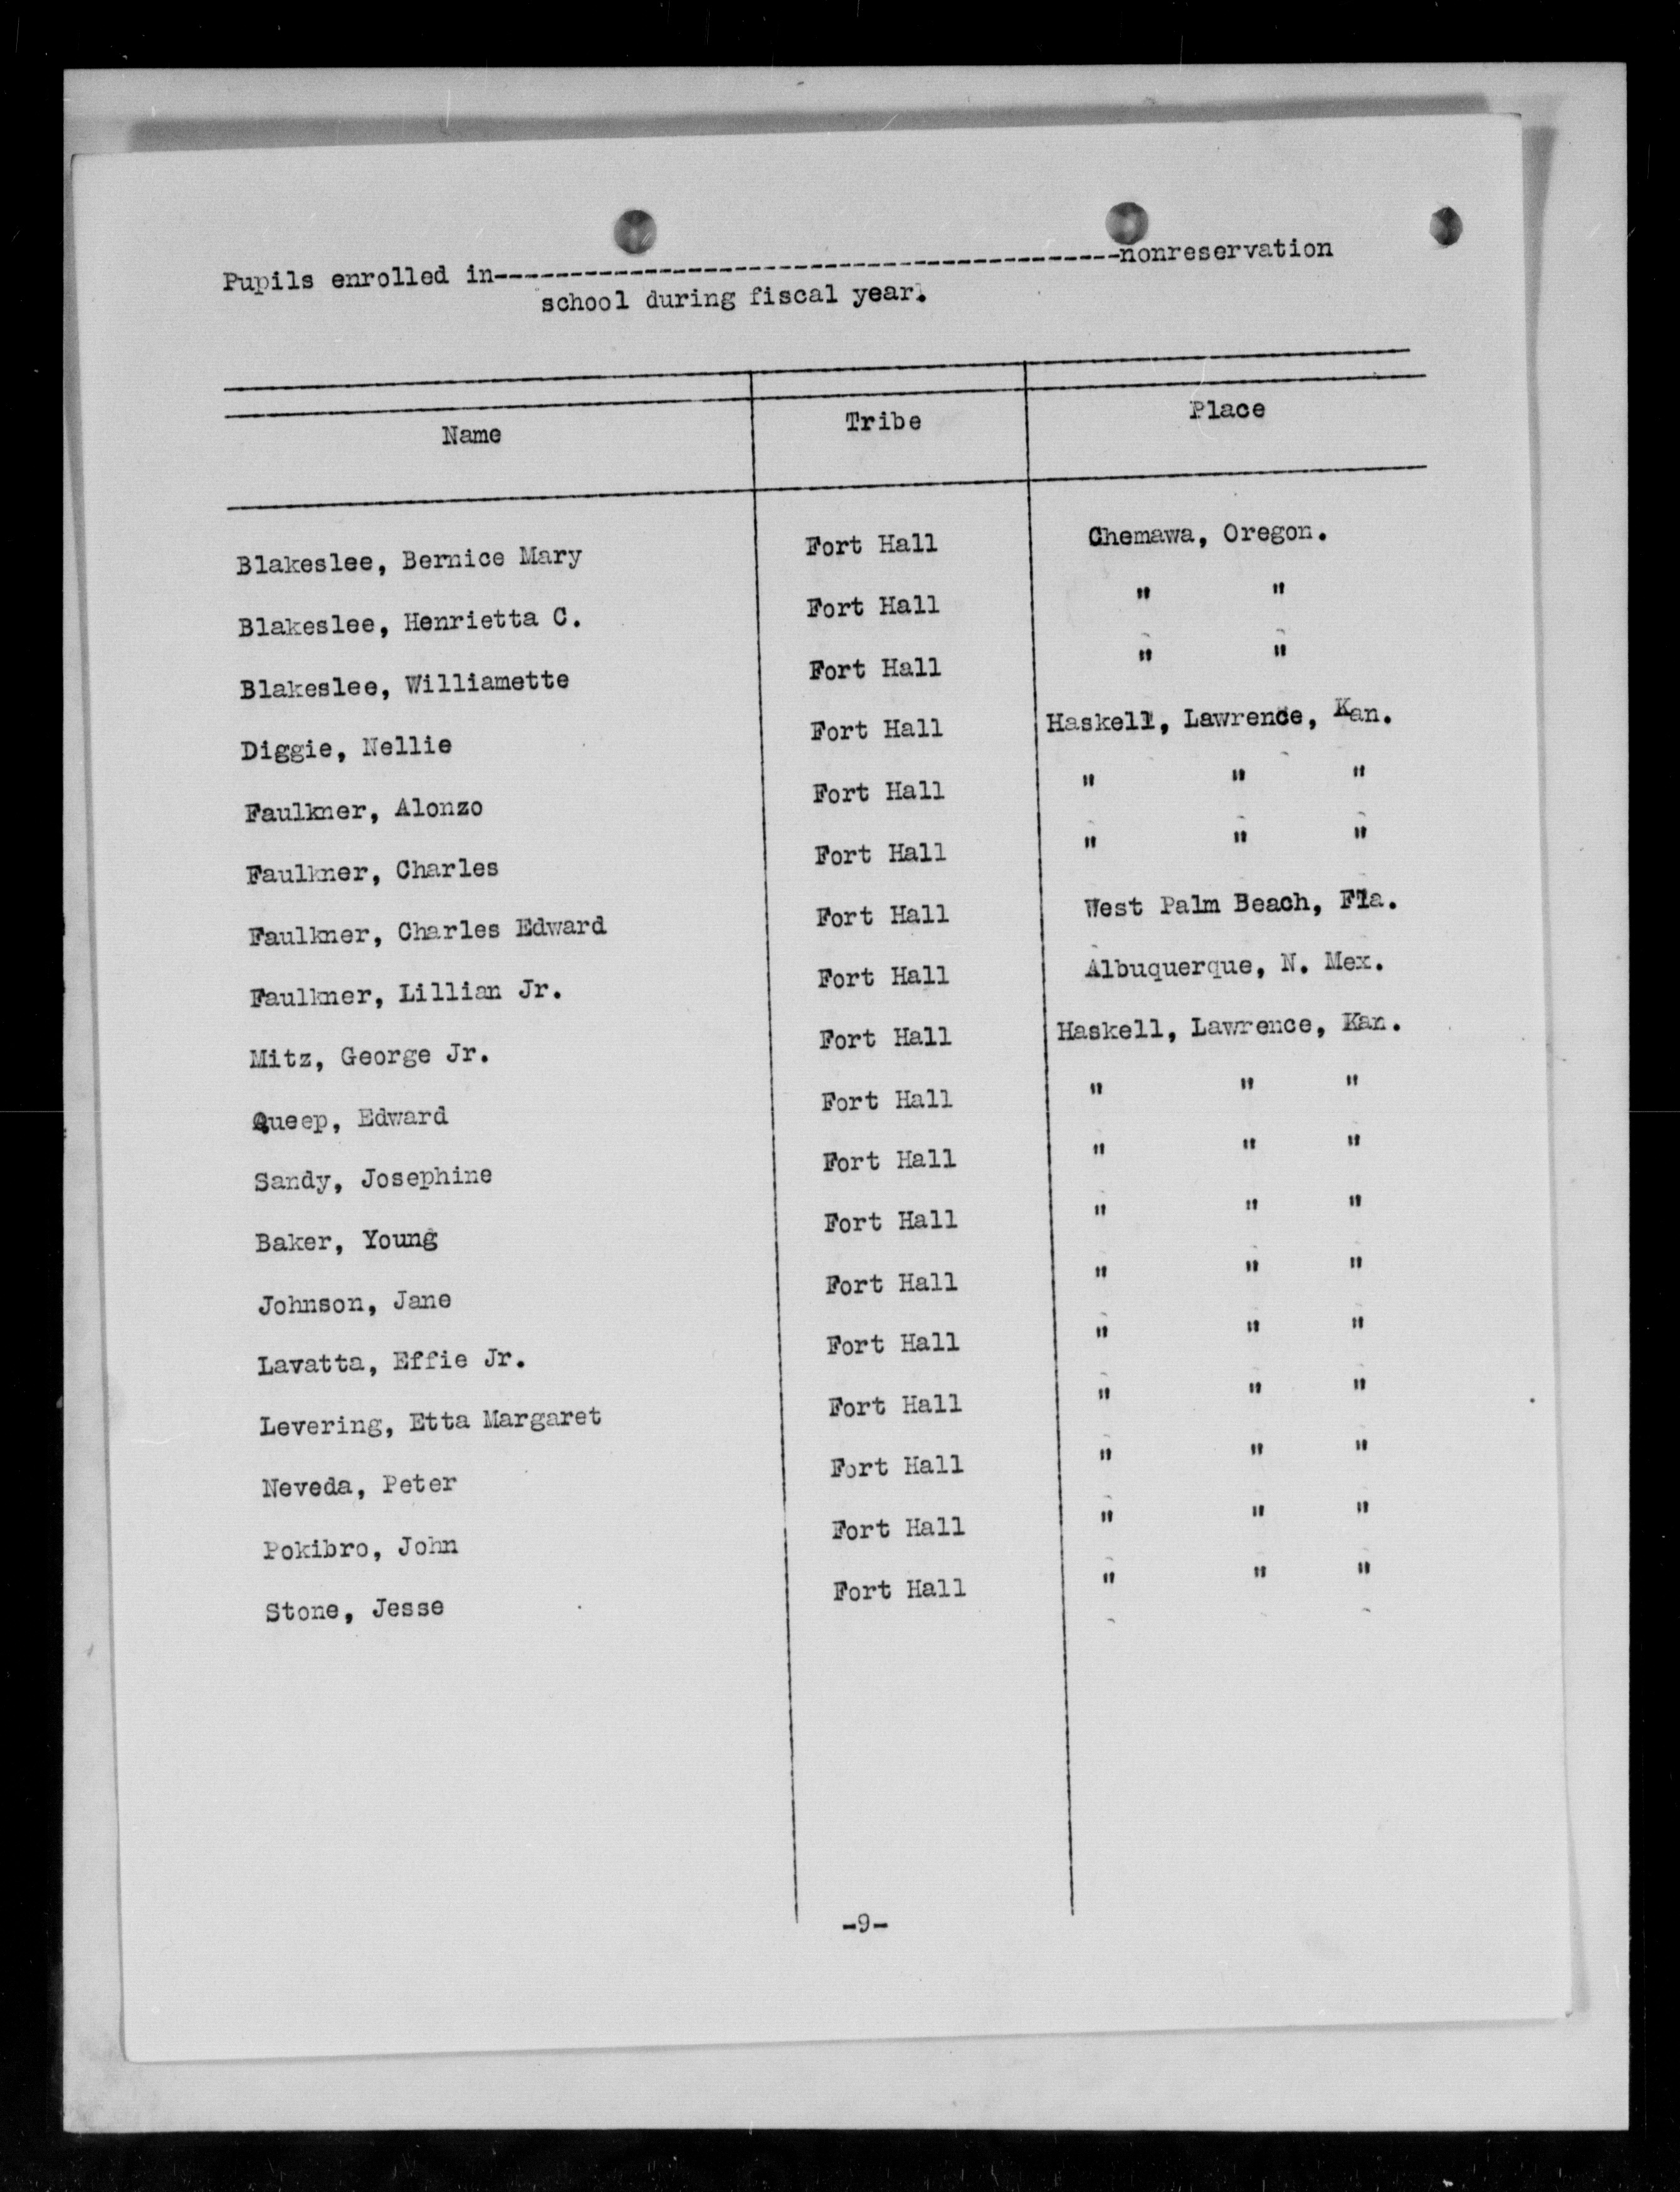 Pupils enrolled in-----------------------------------------nonreservation
school during fiscal year.
Name Tribe Place
Blakeslee, Bernice Mary Fort Hall Chemawa, Oregon.
Blakeslee, Henrietta C. Fort Hall " "
Blakeslee, Williamette Fort Hall " "
Diggie, Nellie Fort Hall Haskell, Lawrence, Kan.
Faulkner, Alonzo Fort Hall " " "
Faulkner, Charles Fort Hall " " "
Faulkner, Charles Edward Fort Hall West Palm Beach, Fla.
Faulkner, Lillian Jr. Fort Hall Albuquerque, N. Mex.
Mitz, George Jr. Fort Hall Haskell, Lawrence, Kan.
Queep, Edward Fort Hall " " "
Sandy, Josephine Fort Hall " " "
Baker, Young Fort Hall " " "
Johnson, Jane Fort Hall " " "
Lavatta, Effie Jr. Fort Hall " " "
Levering, Etta Margaret Fort Hall " " "
Neveda, Peter Fort Hall " " "
Pokibro, John Fort Hall " " "
Stone, Jesse Fort Hall " " "
-9-